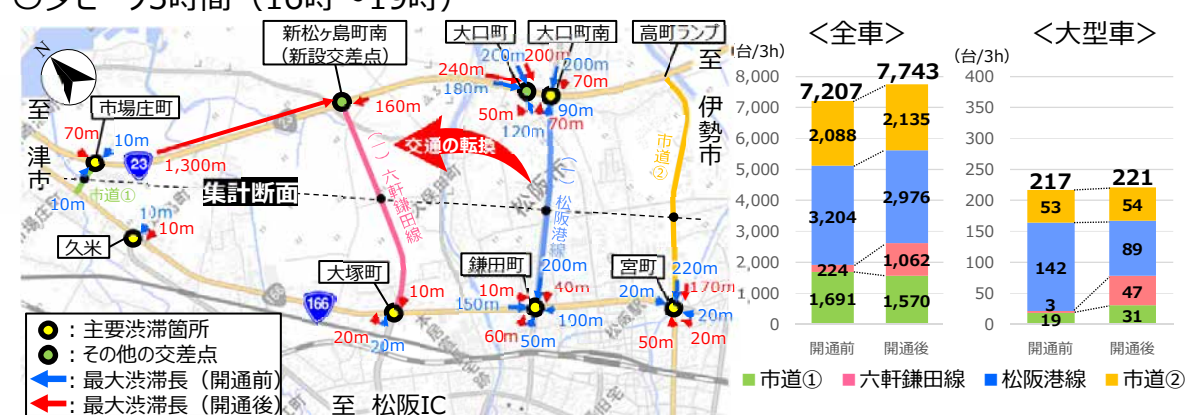 〇夕ピーク3時間（16時～19時）
N
新松ヶ島町南
（新設交差点）
大口町
大口町南
高町ランプ
至 伊勢市
至 津市
市場庄町
70m
10m
23
1,300m
160m
240m
180m
200m
200m
200m
70m
50m
120m
70m
90m
交通の転換
市道①
10m
集計断面
(一)六軒鎌田線
(一)松阪港線
市道②
久米
10m
10m
大塚町
10m
20m
20m
166
鎌田町
200m
10m
40m
150m
100m
60m
50m
宮町
220m
170m
20m
20m
50m
20m
：主要渋滞箇所
：その他の交差点
：最大渋滞長（開通前）
：最大渋滞長（開通後）
至 松阪IC
＜全車＞
(台/3h)
8,000
7,000
6,000
5,000
4,000
3,000
2,000
1,000
0
7,207
2,088
3,204
224
1,691
7,743
2,135
2,976
1,062
1,570
開通前
開通後
＜大型車＞
(台/3h)
400
350
300
250
200
150
100
50
0
217
53
142
3
19
221
54
89
47
31
開通前
開通後
市道① 六軒鎌田線 松阪港線 市道②